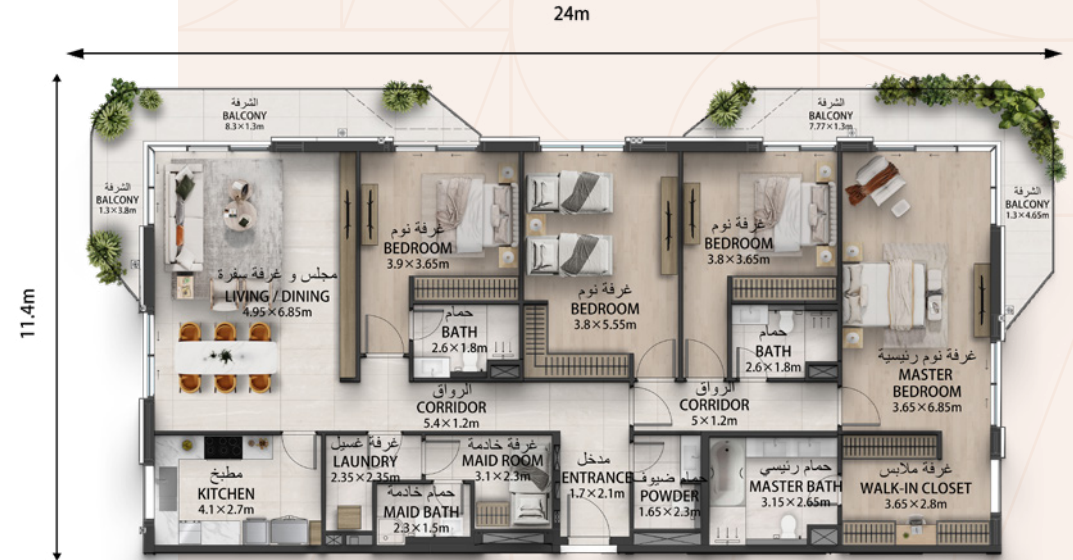 24m
11.4m
الشرفة
BALCONY
8.3×1.3m
الشرفة
BALCONY
7.77×1.3m
الشرفة
BALCONY
1.3×3.8m
الشرفة
BALCONY
1.3×4.65m
مجلس و غرفة سفرة
LIVING / DINING
4.95×6.85m
غرفة نوم
BEDROOM
3.9×3.65m
غرفة نوم
BEDROOM
3.8×5.55m
غرفة نوم
BEDROOM
3.8×3.65m
غرفة نوم رئيسية
MASTER
BEDROOM
3.65×6.85m
حمام
BATH
2.6×1.8m
حمام
BATH
2.6×1.8m
الرواق
CORRIDOR
5.4×1.2m
الرواق
CORRIDOR
5×1.2m
مطبخ
KITCHEN
4.1×2.7m
غرفة غسيل
LAUNDRY
2.35×2.35m
حمام خادمة
MAID BATH
2.3×1.5m
غرفة خادمة
MAID ROOM
3.1×2.3m
مدخل
ENTRANCE
1.7×2.1m
حمام ضيوف
POWDER
1.65×2.3m
حمام رئيسي
MASTER BATH
3.15×2.65m
غرفة ملابس
WALK-IN CLOSET
3.65×2.8m